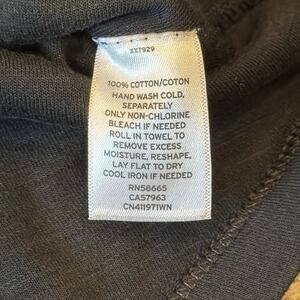 XX7929
100% COTTON/COTON
HAND WASH COLD,
SEPARATELY
ONLY NON-CHLORINE
BLEACH IF NEEDED
ROLL IN TOWEL TO
REMOVE EXCESS
MOISTURE, RESHAPE,
LAY FLAT TO DRY
COOL IRON IF NEEDED
RN58665
CA57963
CN411971WN